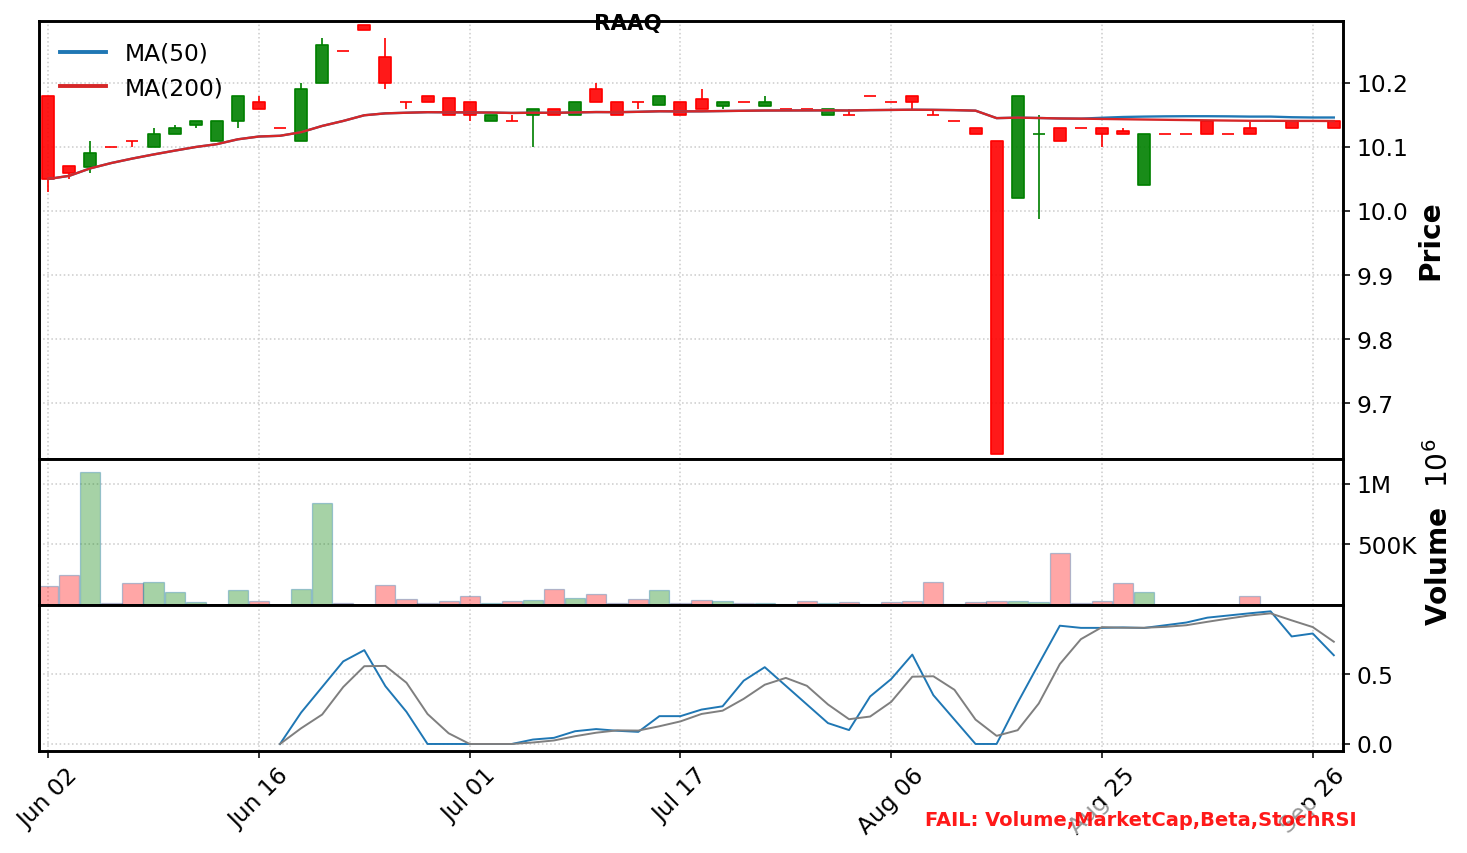 RAAQ
MA(50)
MA(200)
10.2
10.1
10.0
9.9
9.8
9.7
Price
1M
500K
Volume 10^6
0.5
0.0
Jun 02
Jun 16
Jul 01
Jul 17
Aug 06
Aug 25
Sep 26
FAIL: Volume,MarketCap,Beta,StochRSI